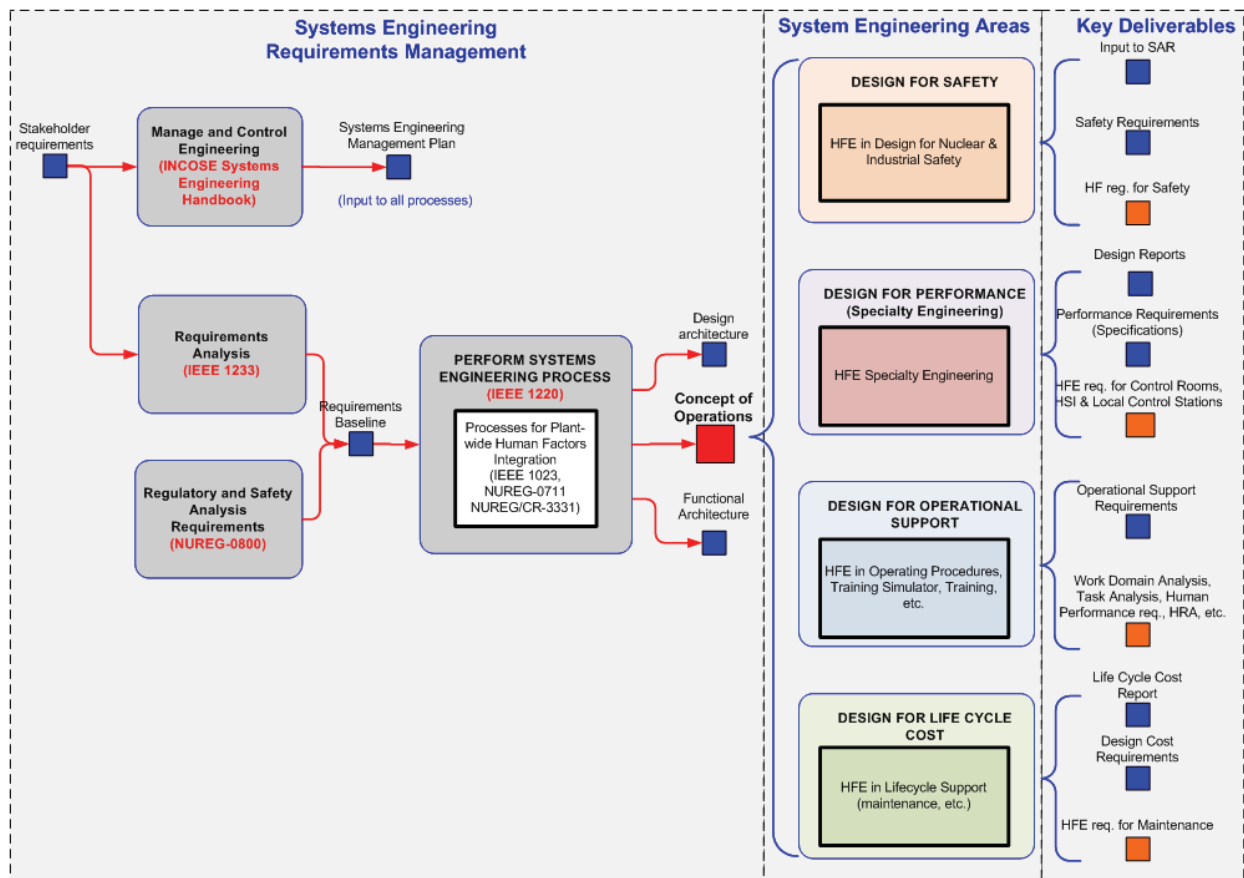 Systems Engineering
Requirements Management
Stakeholder
requirements
Manage and Control
Engineering
(INCOSE Systems
Engineering
Handbook)
Systems Engineering
Management Plan
(Input to all processes)
Requirements
Analysis
(IEEE 1233)
Regulatory and Safety
Analysis
Requirements
(NUREG-0800)
Requirements
Baseline
PERFORM SYSTEMS
ENGINEERING PROCESS
(IEEE 1220)
Processes for Plant-
wide Human Factors
Integration
(IEEE 1023,
NUREG-0711
NUREG/CR-3331)
Design
architecture
Concept of
Operations
Functional
Architecture
System Engineering Areas
DESIGN FOR SAFETY
HFE in Design for Nuclear &
Industrial Safety
DESIGN FOR PERFORMANCE
(Specialty Engineering)
HFE Specialty Engineering
DESIGN FOR OPERATIONAL
SUPPORT
HFE in Operating Procedures,
Training Simulator, Training,
etc.
DESIGN FOR LIFE CYCLE
COST
HFE in Lifecycle Support
(maintenance, etc.)
Key Deliverables
Input to SAR
Safety Requirements
HF req. for Safety
Design Reports
Performance Requirements
(Specifications)
HFE req. for Control Rooms,
HSI & Local Control Stations
Operational Support
Requirements
Work Domain Analysis,
Task Analysis, Human
Performance req., HRA, etc.
Life Cycle Cost
Report
Design Cost
Requirements
HFE req. for Maintenance